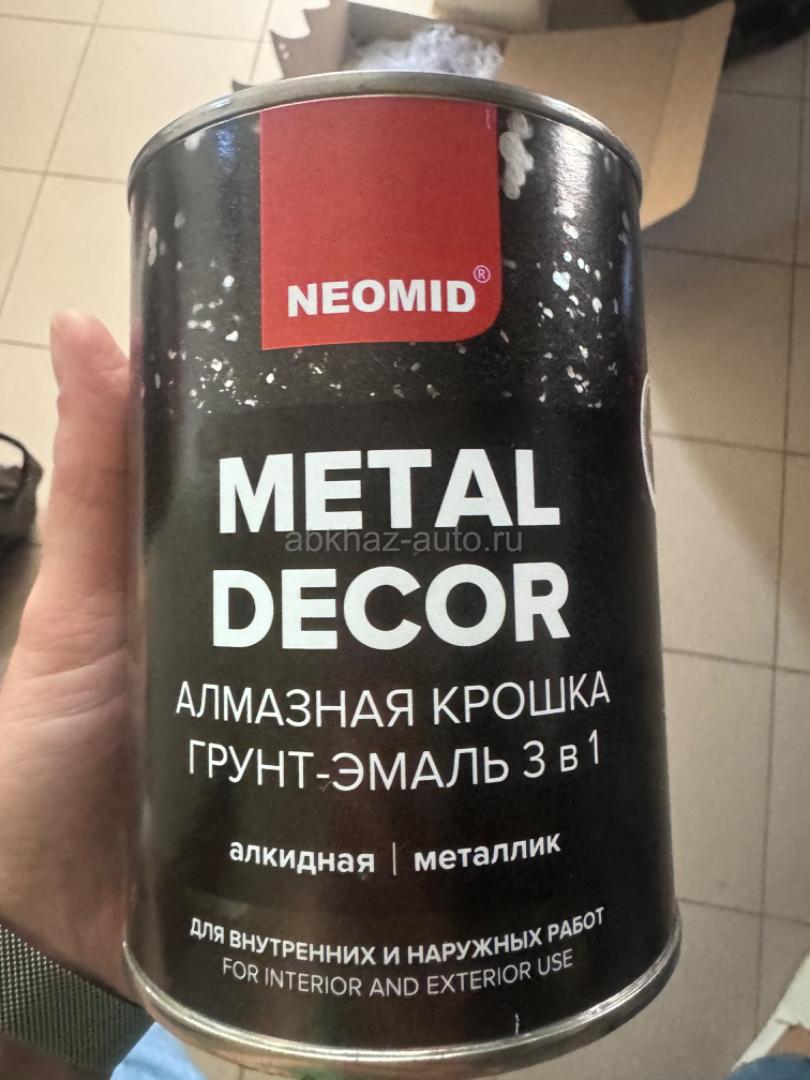 NEOMID®
METAL
abkhaz-auto.ru
DECOR
АЛМАЗНАЯ КРОШКА
ГРУНТ-ЭМАЛЬ 3 в 1
алкидная | металлик
ДЛЯ ВНУТРЕННИХ И НАРУЖНЫХ РАБОТ
FOR INTERIOR AND EXTERIOR USE